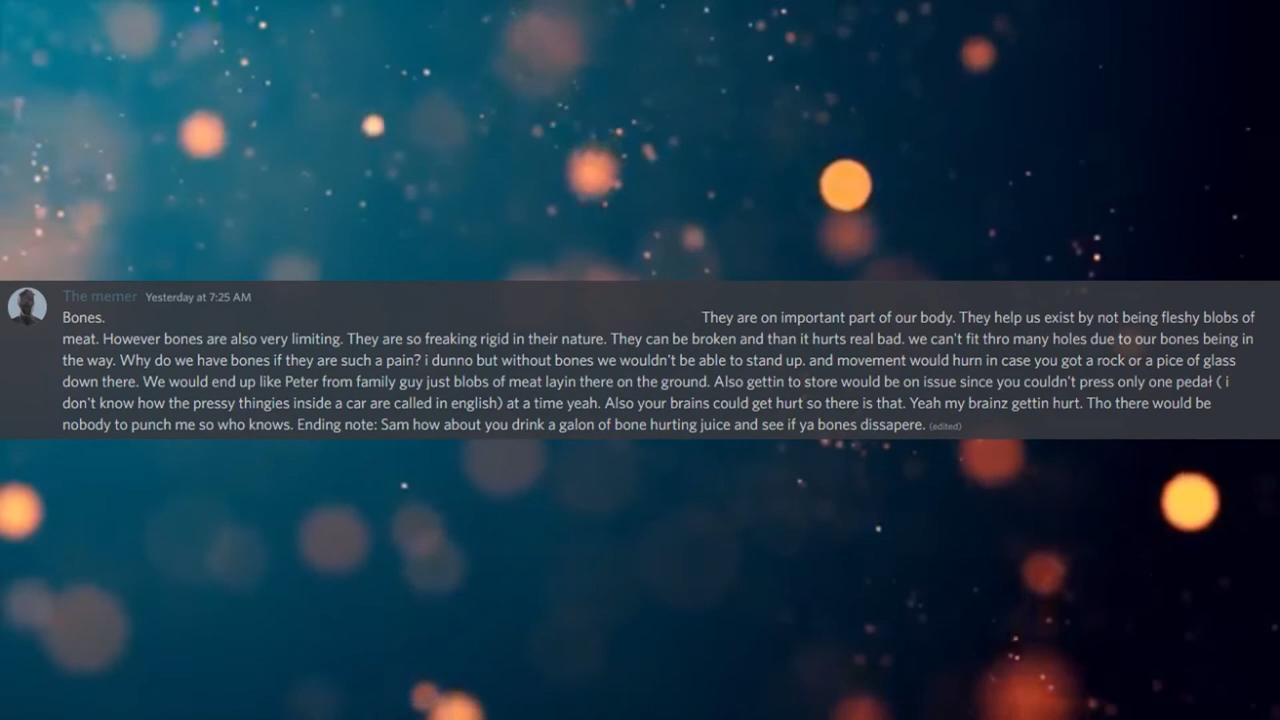 The memer Yesterday at 7:25 AM
Bones. They are on important part of our body. They help us exist by not being fleshy blobs of
meat. However bones are also very limiting. They are so freaking rigid in their nature. They can be broken and than it hurts real bad. we can't fit thro many holes due to our bones being in
the way. Why do we have bones if they are such a pain? i dunno but without bones we wouldn't be able to stand up. and movement would hurn in case you got a rock or a pice of glass
down there. We would end up like Peter from family guy just blobs of meat layin there on the ground. Also gettin to store would be on issue since you couldn't press only one pedał ( i
don't know how the pressy thingies inside a car are called in english) at a time yeah. Also your brains could get hurt so there is that. Yeah my brainz gettin hurt. Tho there would be
nobody to punch me so who knows. Ending note: Sam how about you drink a galon of bone hurting juice and see if ya bones dissapere. (edited)